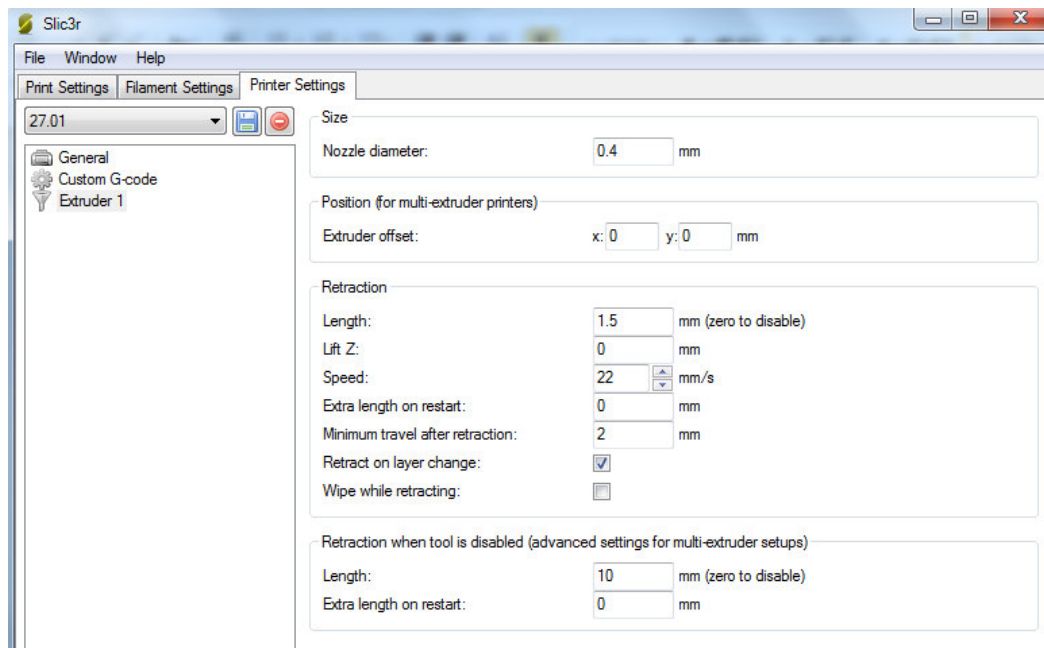 Slic3r
File Window Help
Print Settings Filament Settings Printer Settings
27.01
General
Custom G-code
Extruder 1
Size
Nozzle diameter: 0.4 mm
Position (for multi-extruder printers)
Extruder offset: x: 0 y: 0 mm
Retraction
Length: 1.5 mm (zero to disable)
Lift Z: 0 mm
Speed: 22 mm/s
Extra length on restart: 0 mm
Minimum travel after retraction: 2 mm
Retract on layer change:
Wipe while retracting:
Retraction when tool is disabled (advanced settings for multi-extruder setups)
Length: 10 mm (zero to disable)
Extra length on restart: 0 mm